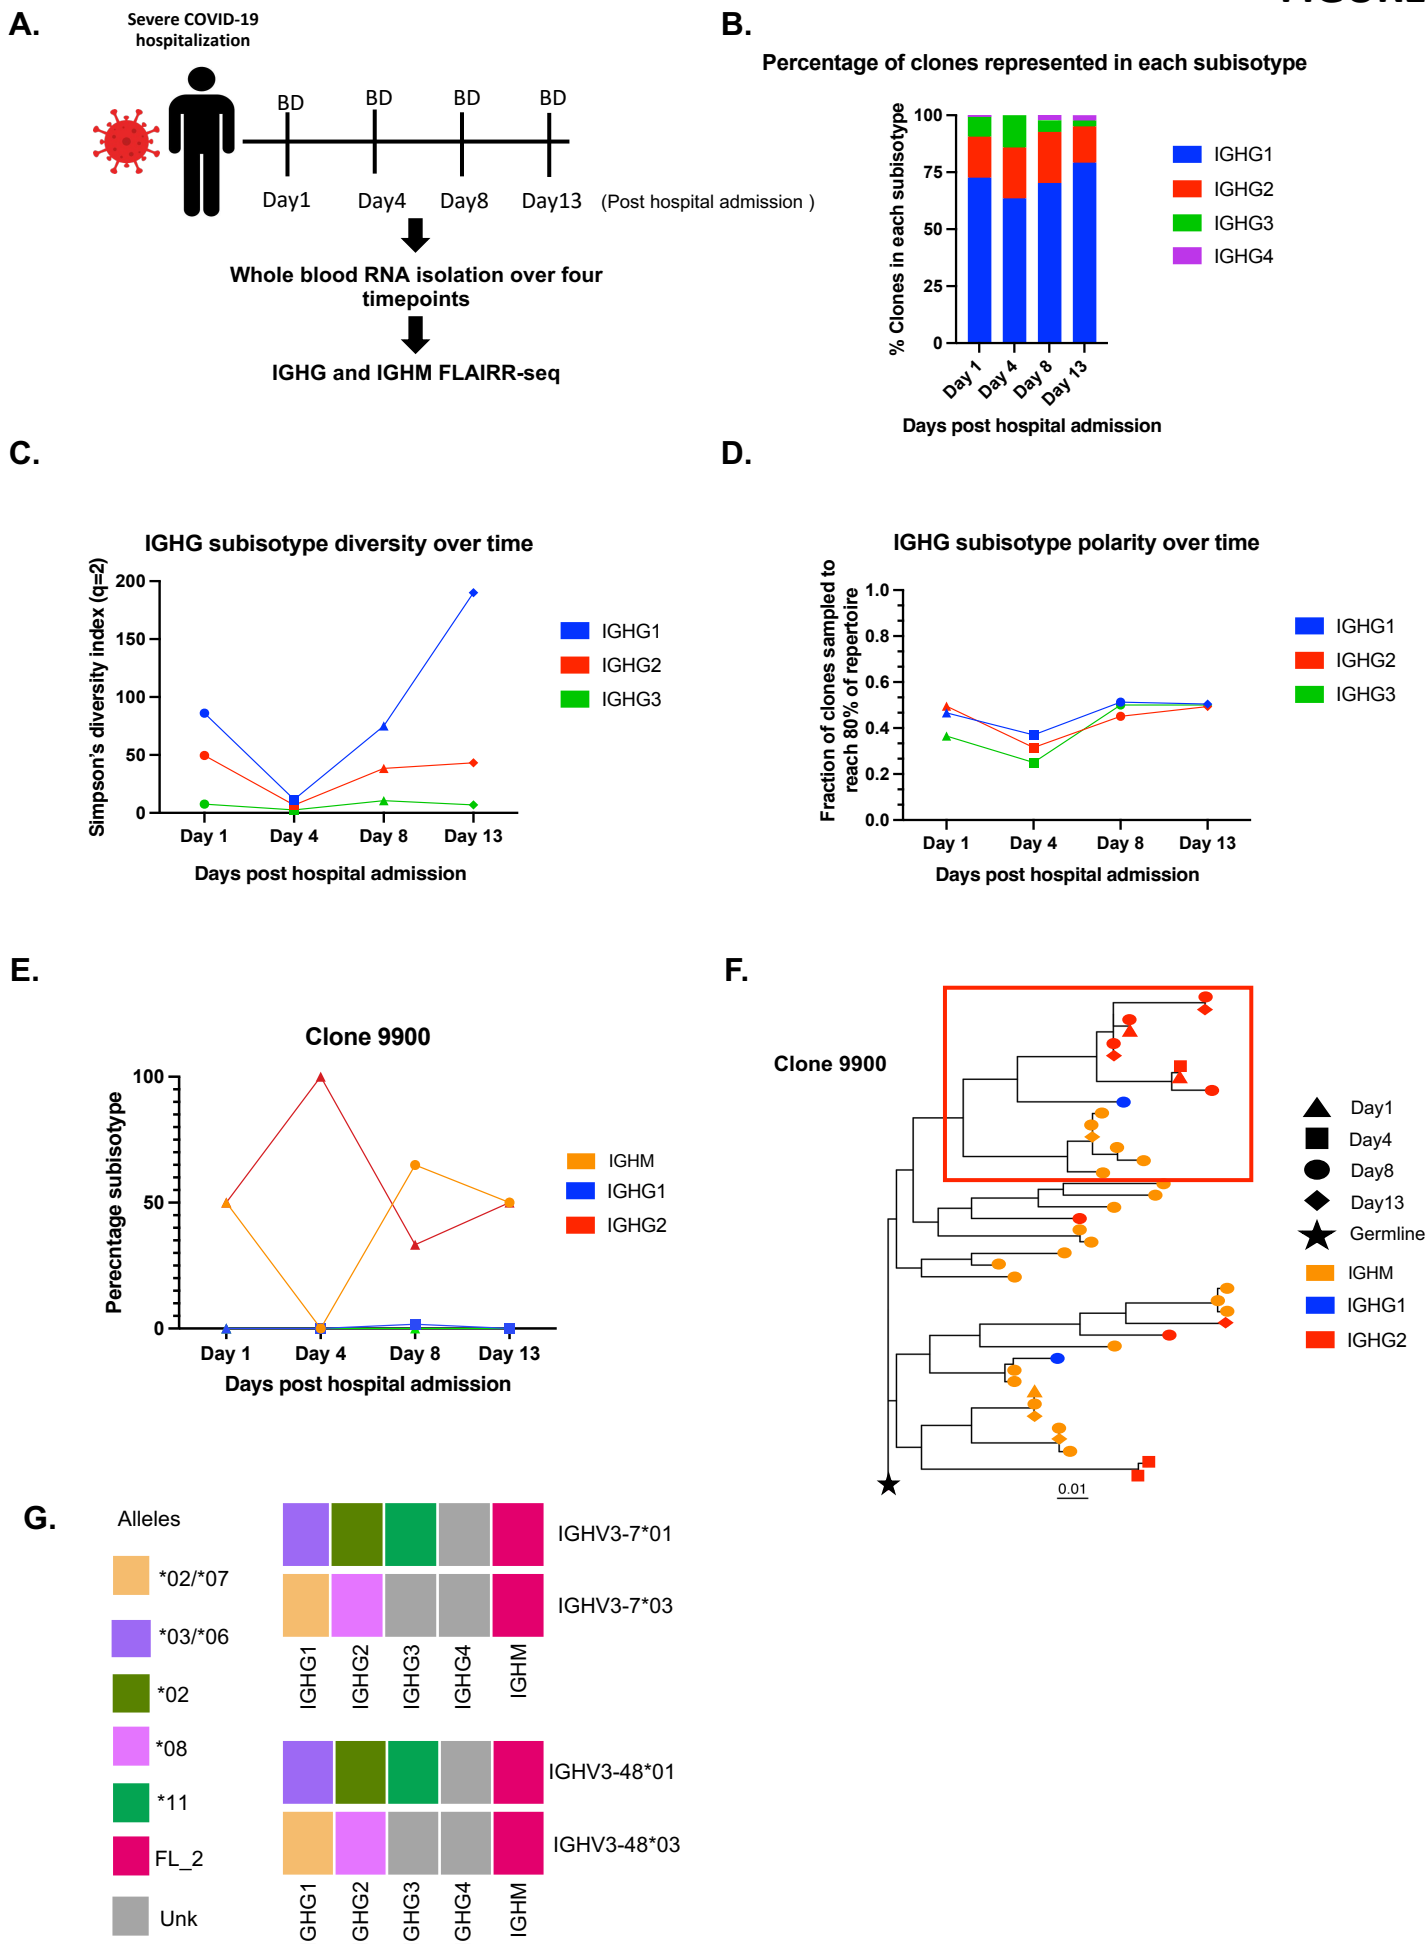 FIGURE
A.
Severe COVID-19
hospitalization
BD BD BD BD
Day1 Day4 Day8 Day13 (Post hospital admission )
Whole blood RNA isolation over four
timepoints
IGHG and IGHM FLAIRR-seq
B.
Percentage of clones represented in each subisotype
% Clones in each subisotype
100
75
50
25
0
Day 1 Day 4 Day 8 Day 13
Days post hospital admission
IGHG1
IGHG2
IGHG3
IGHG4
C.
IGHG subisotype diversity over time
Simpson's diversity index (q=2)
200
150
100
50
0
Day 1 Day 4 Day 8 Day 13
Days post hospital admission
IGHG1
IGHG2
IGHG3
D.
IGHG subisotype polarity over time
Fraction of clones sampled to
reach 80% of repertoire
1.0
0.8
0.6
0.4
0.2
0.0
Day 1 Day 4 Day 8 Day 13
Days post hospital admission
IGHG1
IGHG2
IGHG3
E.
Clone 9900
Perecntage subisotype
100
50
0
Day 1 Day 4 Day 8 Day 13
Days post hospital admission
IGHM
IGHG1
IGHG2
F.
Clone 9900
Day1
Day4
Day8
Day13
Germline
IGHM
IGHG1
IGHG2
0.01
G.
Alleles
*02/*07
*03/*06
*02
*08
*11
FL_2
Unk
IGHV3-7*01
IGHV3-7*03
IGHG1 IGHG2 IGHG3 IGHG4 IGHM
IGHV3-48*01
IGHV3-48*03
GHG1 GHG2 GHG3 GHG4 IGHM